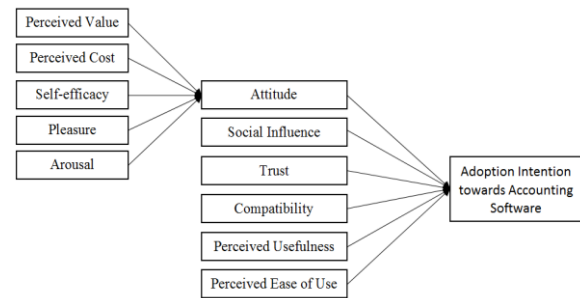 Perceived Value
Perceived Cost
Self-efficacy
Pleasure
Arousal
Attitude
Social Influence
Trust
Compatibility
Perceived Usefulness
Perceived Ease of Use
Adoption Intention
towards Accounting
Software